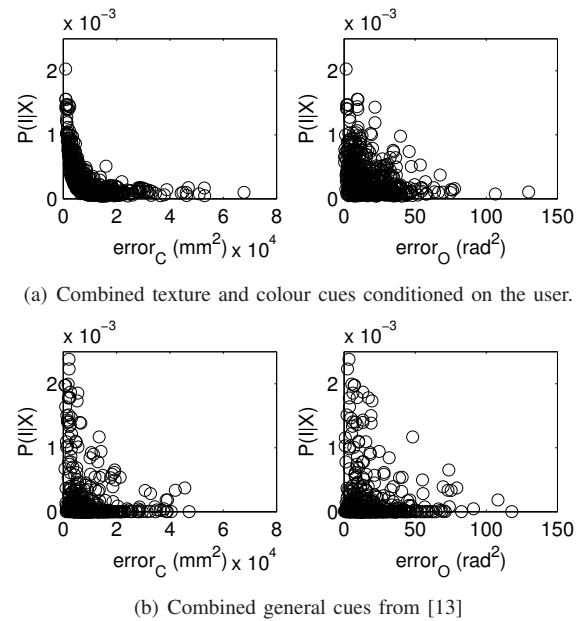 x 10⁻³
x 10⁻³
2
1
0
P(I|X)
0 2 4 6 8
error_C (mm²) x 10⁴
2
1
0
P(I|X)
0 50 100 150
error_O (rad²)
(a) Combined texture and colour cues conditioned on the user.
x 10⁻³
x 10⁻³
2
1
0
P(I|X)
0 2 4 6 8
error_C (mm²) x 10⁴
2
1
0
P(I|X)
0 50 100 150
error_O (rad²)
(b) Combined general cues from [13]